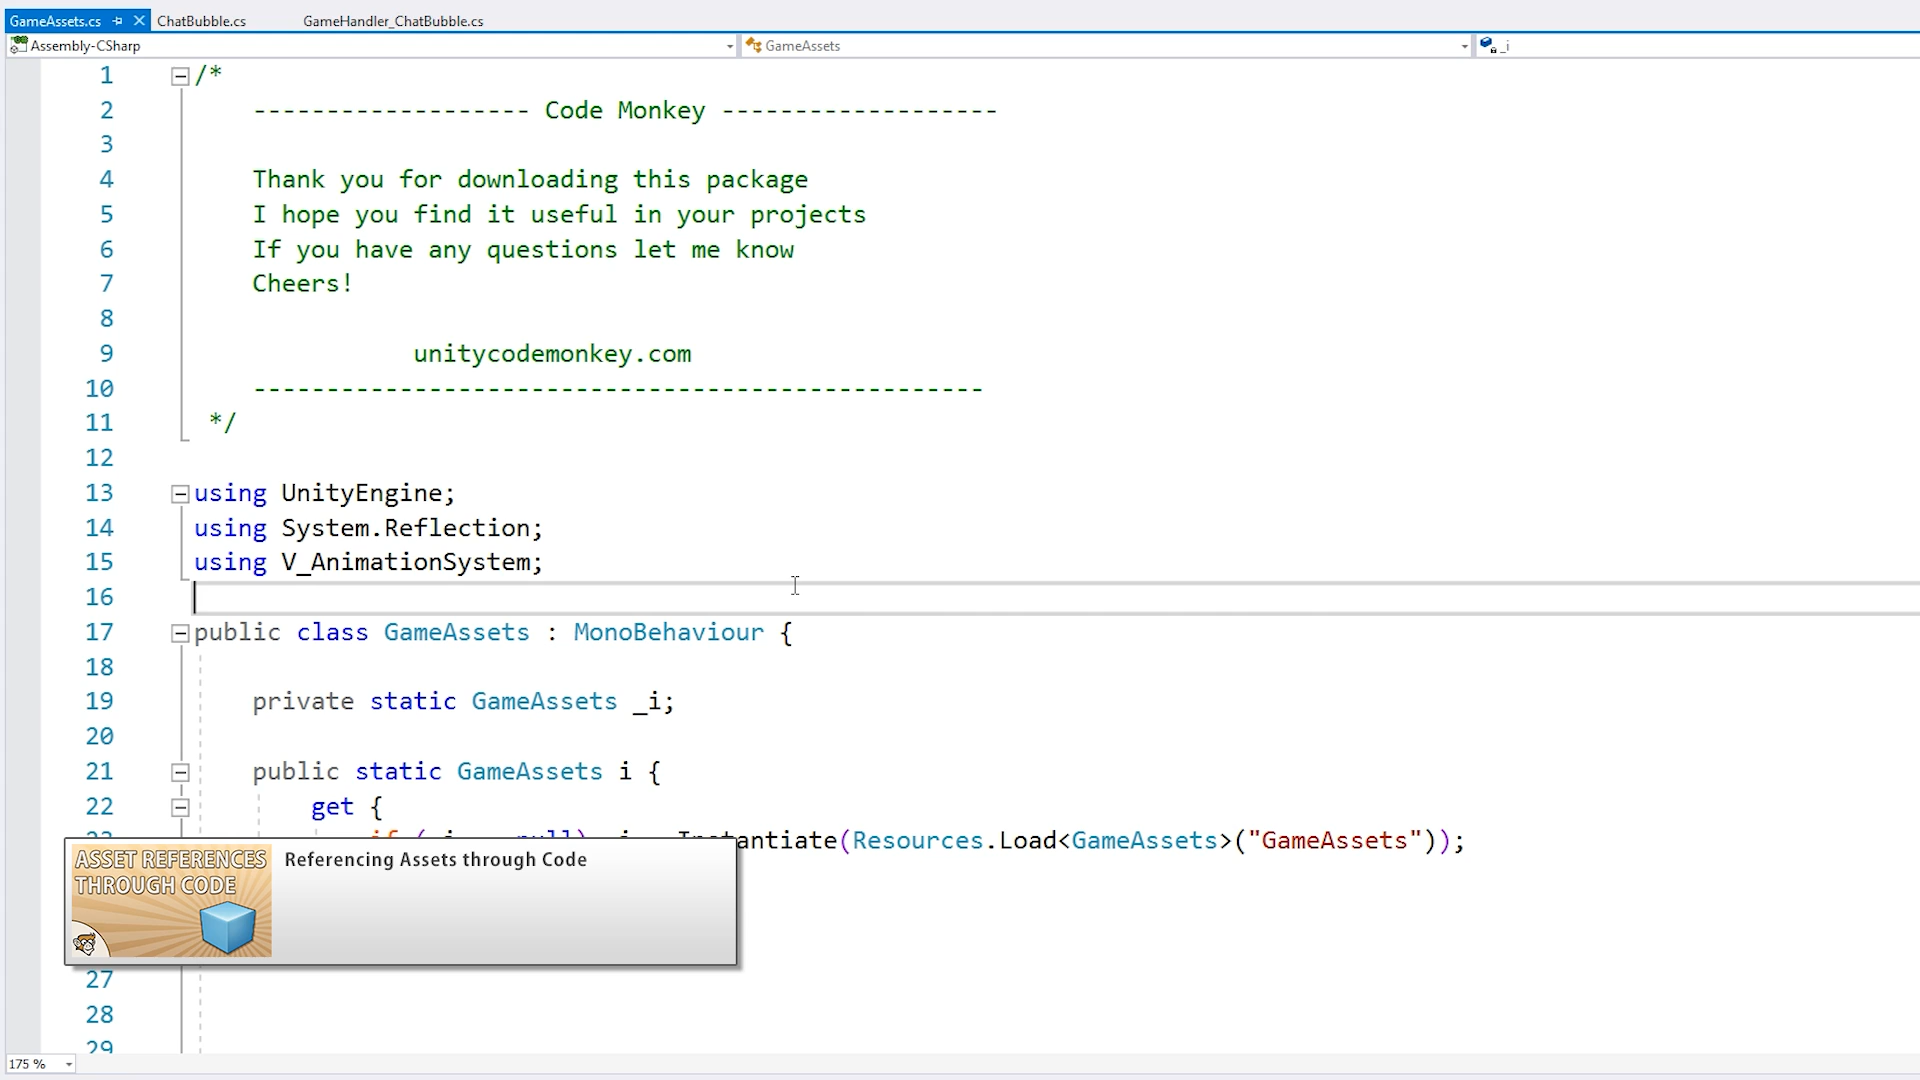 GameAssets.cs ChatBubble.cs GameHandler_ChatBubble.cs
Assembly-CSharp GameAssets _i
1 /*
2 ------------------- Code Monkey -------------------
3
4 Thank you for downloading this package
5 I hope you find it useful in your projects
6 If you have any questions let me know
7 Cheers!
8
9 unitycodemonkey.com
10 --------------------------------------------------
11 */
12
13 using UnityEngine;
14 using System.Reflection;
15 using V_AnimationSystem;
16
17 public class GameAssets : MonoBehaviour {
18
19 private static GameAssets _i;
20
21 public static GameAssets i {
22 get {
antiate(Resources.Load<GameAssets>("GameAssets"));
ASSET REFERENCES
THROUGH CODE
Referencing Assets through Code
27
28
29
175 %